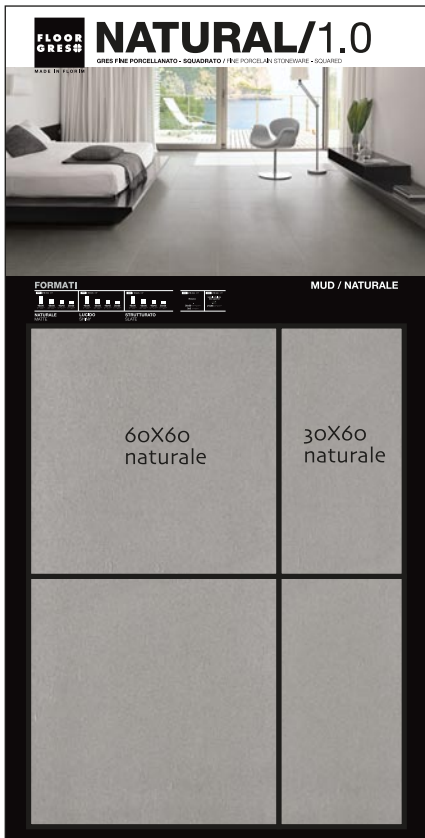 FLOOR
GRES
MADE IN FLORIM
NATURAL/1.0
GRES FINE PORCELLANATO - SQUADRATO / FINE PORCELAIN STONEWARE - SQUARED
FORMATI
MUD / NATURALE
NATURALE
MATTE
LUCIDO
SHINY
STRUTTURATO
SLATE
60X60
naturale
30X60
naturale